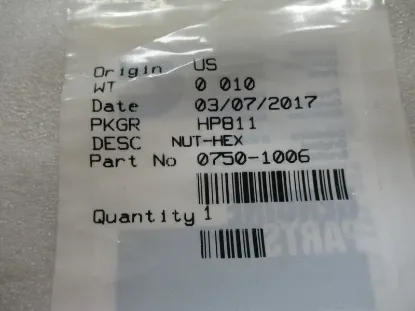 Origin US
WT 0 010
Date 03/07/2017
PKGR HP811
DESC NUT-HEX
Part No 0750-1006
Quantity 1
PARTS